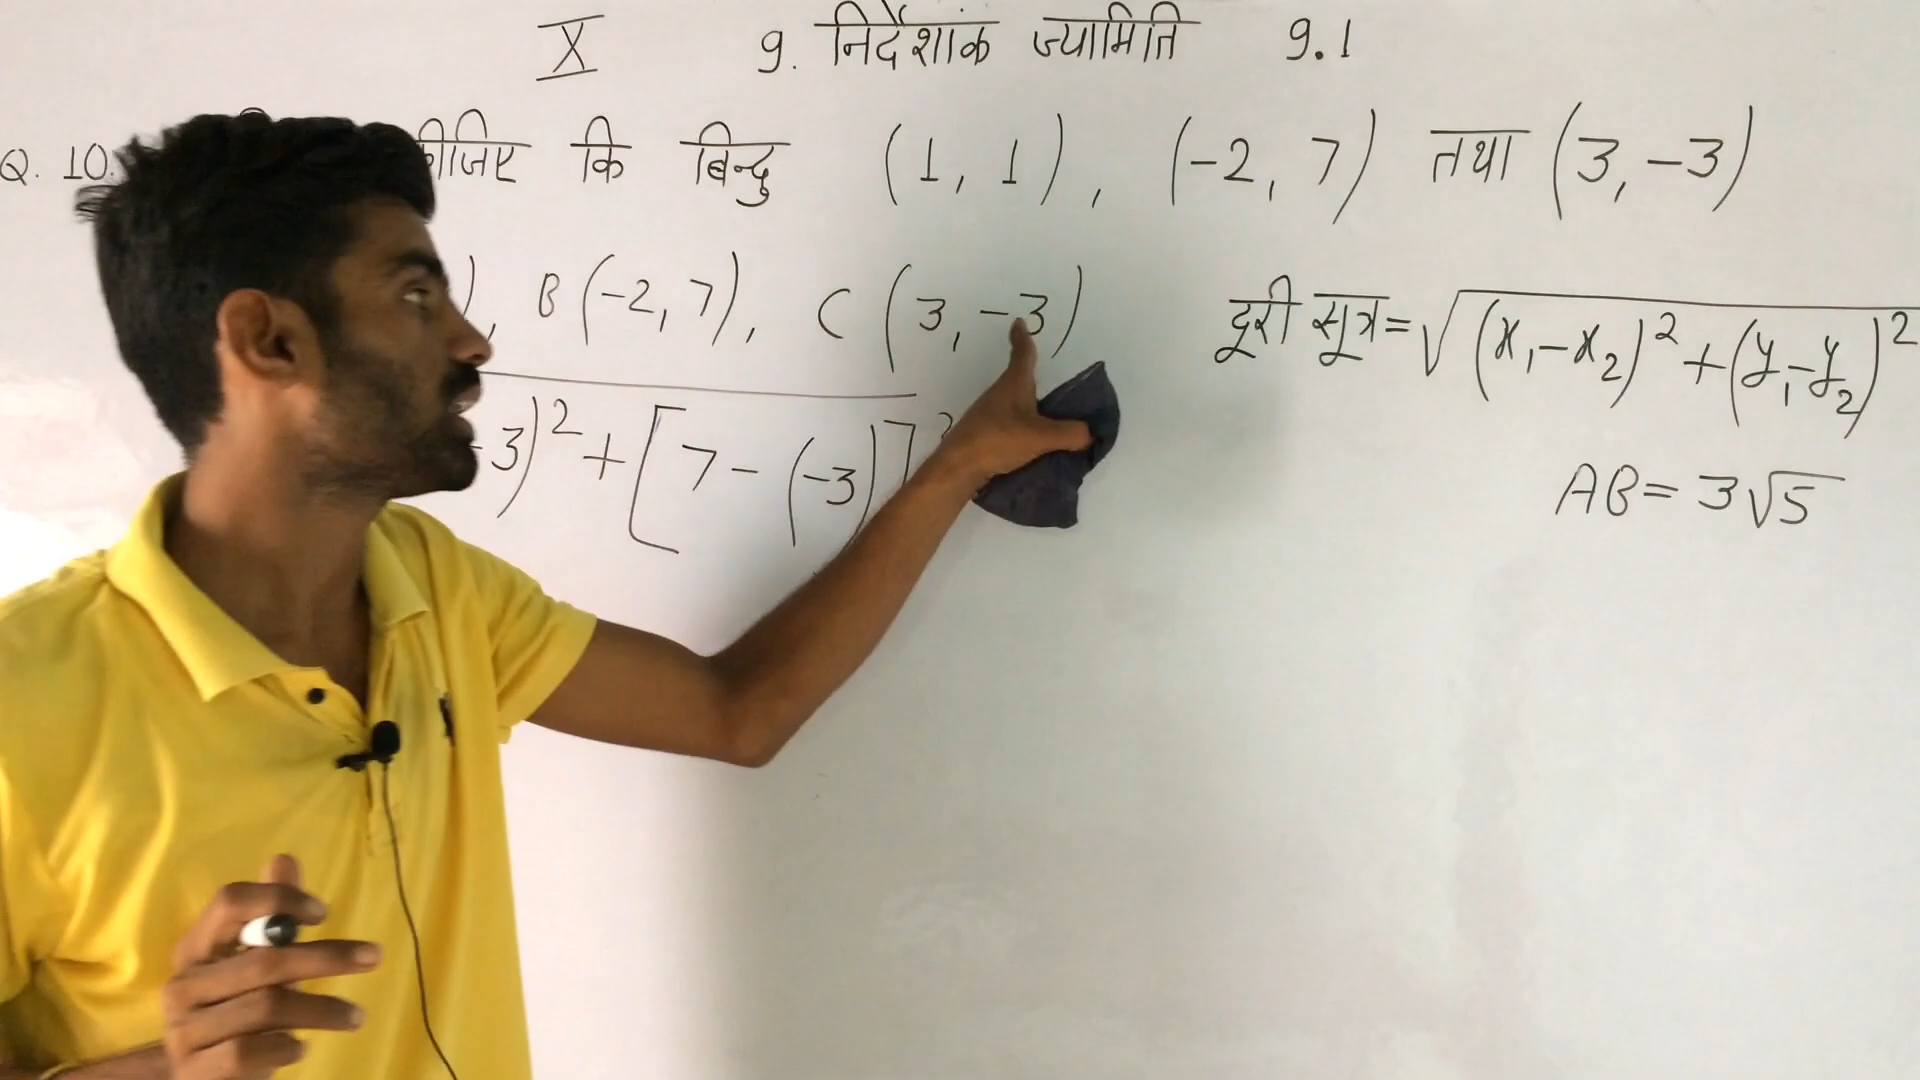 X 9. निर्देशांक ज्यामिति 9.1
Q. 10. कि बिन्दु (1, 1), (-2, 7) तथा (3, -3)
), B (-2, 7), C (3, -3) दूरी सूत्र = √(x₁-x₂)² + (y₁-y₂)²
-3)² + [7 - (-3)]²
AB = 3√5